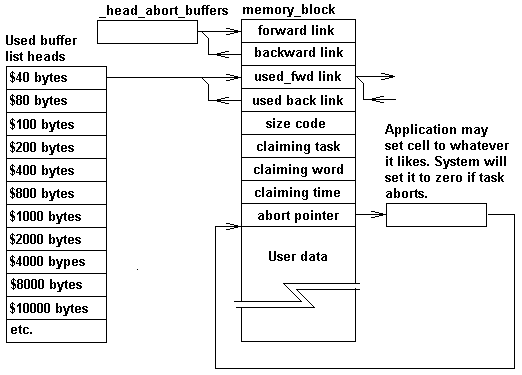 _head_abort_buffers
memory_block
forward link
backward link
used_fwd link
used back link
size code
claiming task
claiming word
claiming time
abort pointer
User data
Used buffer
list heads
$40 bytes
$80 bytes
$100 bytes
$200 bytes
$400 bytes
$800 bytes
$1000 bytes
$2000 bytes
$4000 bypes
$8000 bytes
$10000 bytes
etc.
Application may
set cell to whatever
it likes. System will
set it to zero if task
aborts.